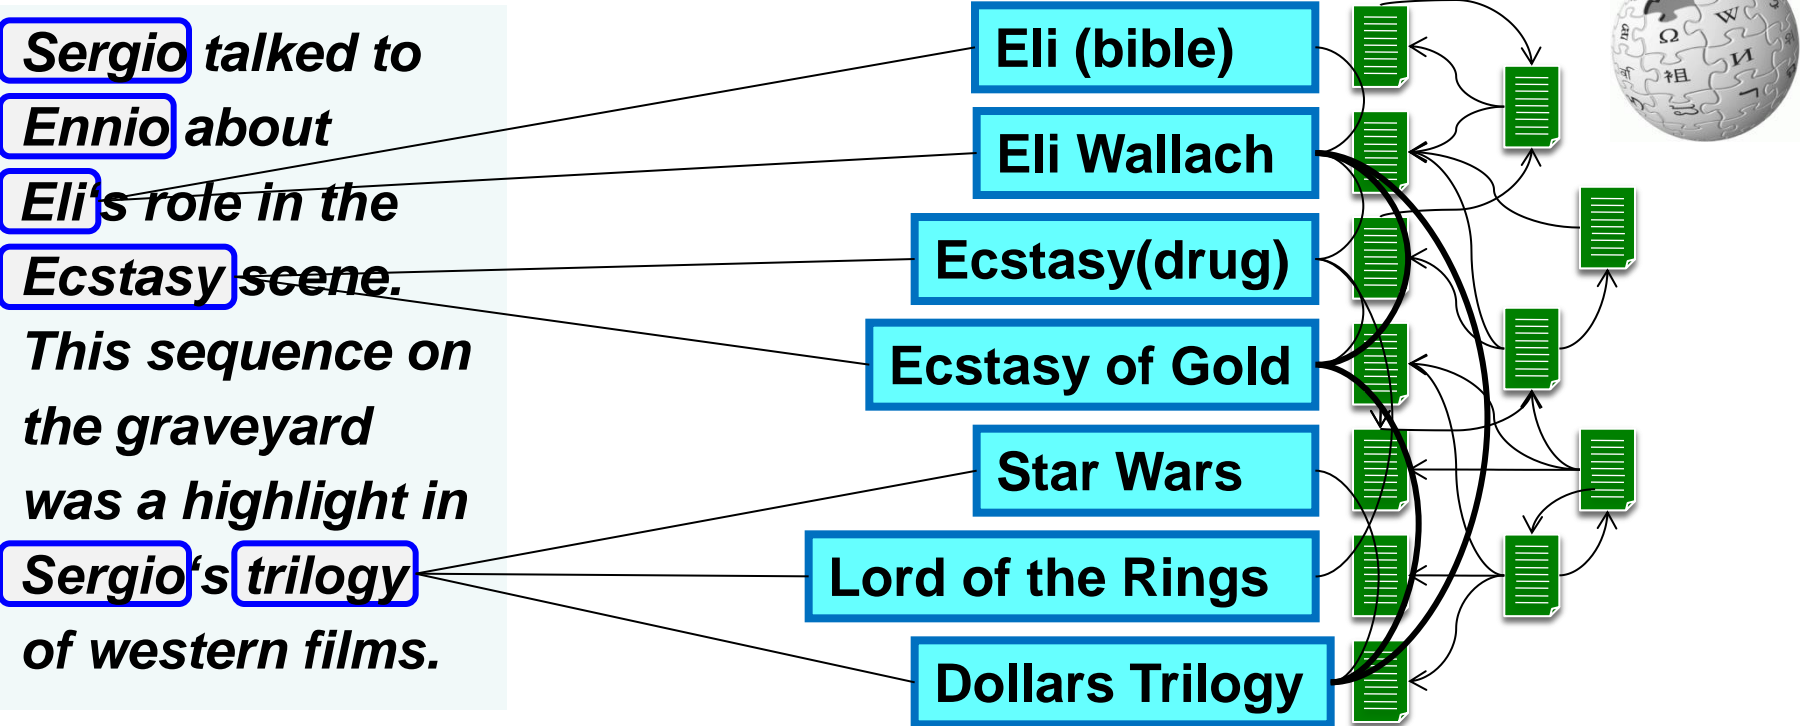 Sergio talked to
Ennio about
Eli‘s role in the
Ecstasy scene.
This sequence on
the graveyard
was a highlight in
Sergio‘s trilogy
of western films.
Eli (bible)
Eli Wallach
Ecstasy(drug)
Ecstasy of Gold
Star Wars
Lord of the Rings
Dollars Trilogy
W
Ω
И
祖